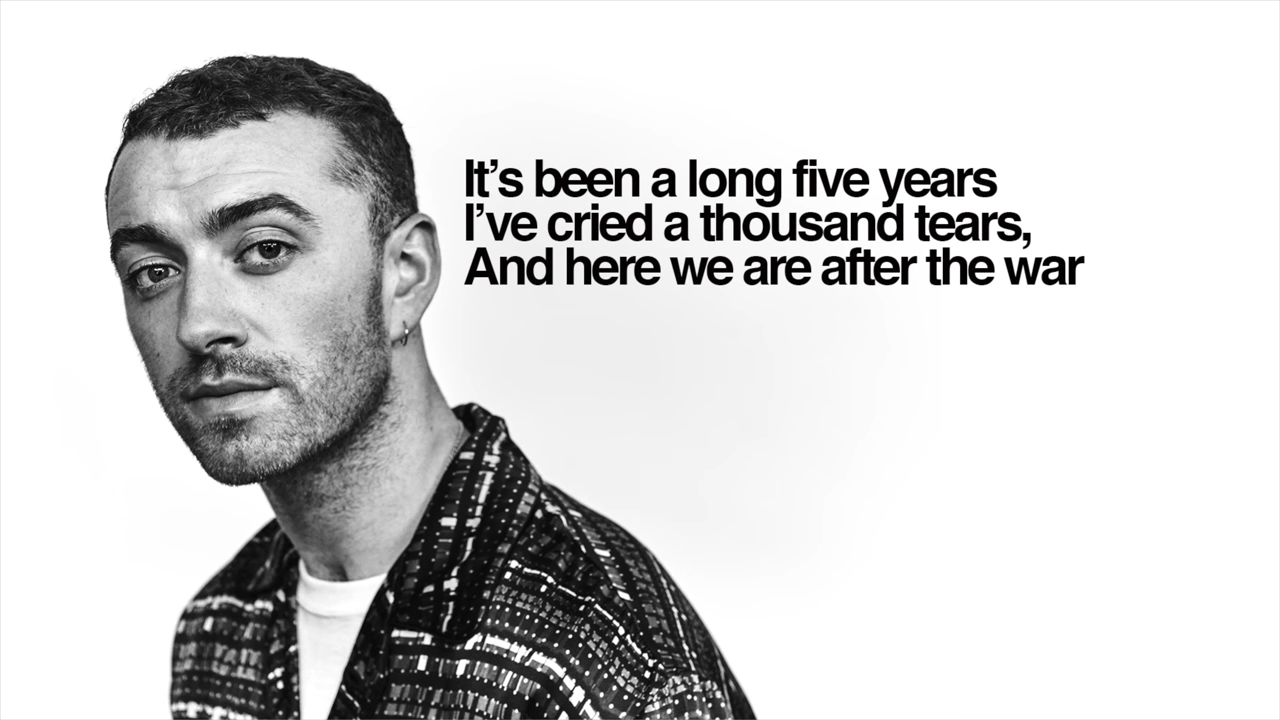 It’s been a long five years
I’ve cried a thousand tears,
And here we are after the war